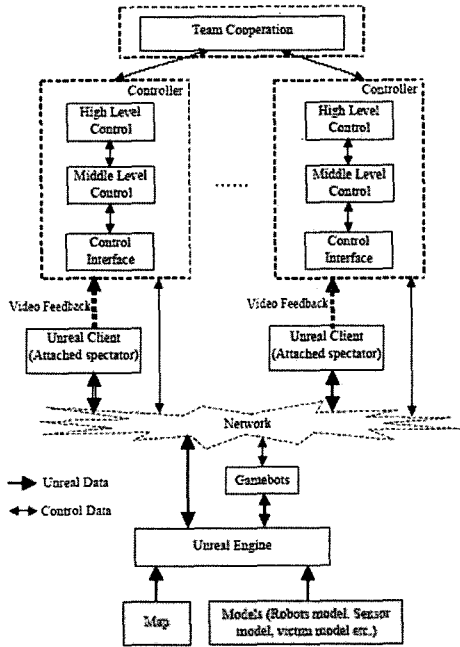 Team Cooperation
Controller
High Level
Control
Middle Level
Control
Control
Interface
......
Controller
High Level
Control
Middle Level
Control
Control
Interface
Video Feedback
Unreal Client
(Attached spectator)
Video Feedback
Unreal Client
(Attached spectator)
Network
Unreal Data
Control Data
Gamebots
Unreal Engine
Map
Models (Robots model. Sensor
model, victim model etc.)